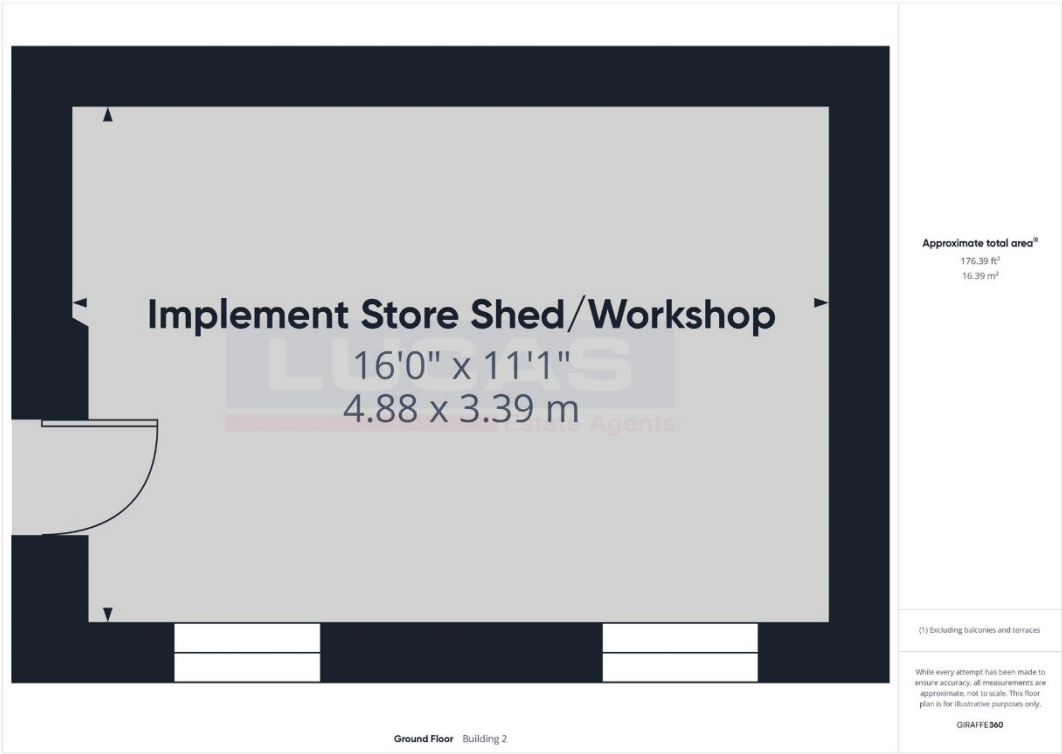 Implement Store Shed/Workshop
16'0" x 11'1"
4.88 x 3.39 m
LUCAS
Estate Agents
Ground Floor Building 2
Approximate total area⁽¹⁾
176.39 ft²
16.39 m²
(1) Excluding balconies and terraces
While every attempt has been made to
ensure accuracy, all measurements are
approximate, not to scale. This floor
plan is for illustrative purposes only.
GIRAFFE360